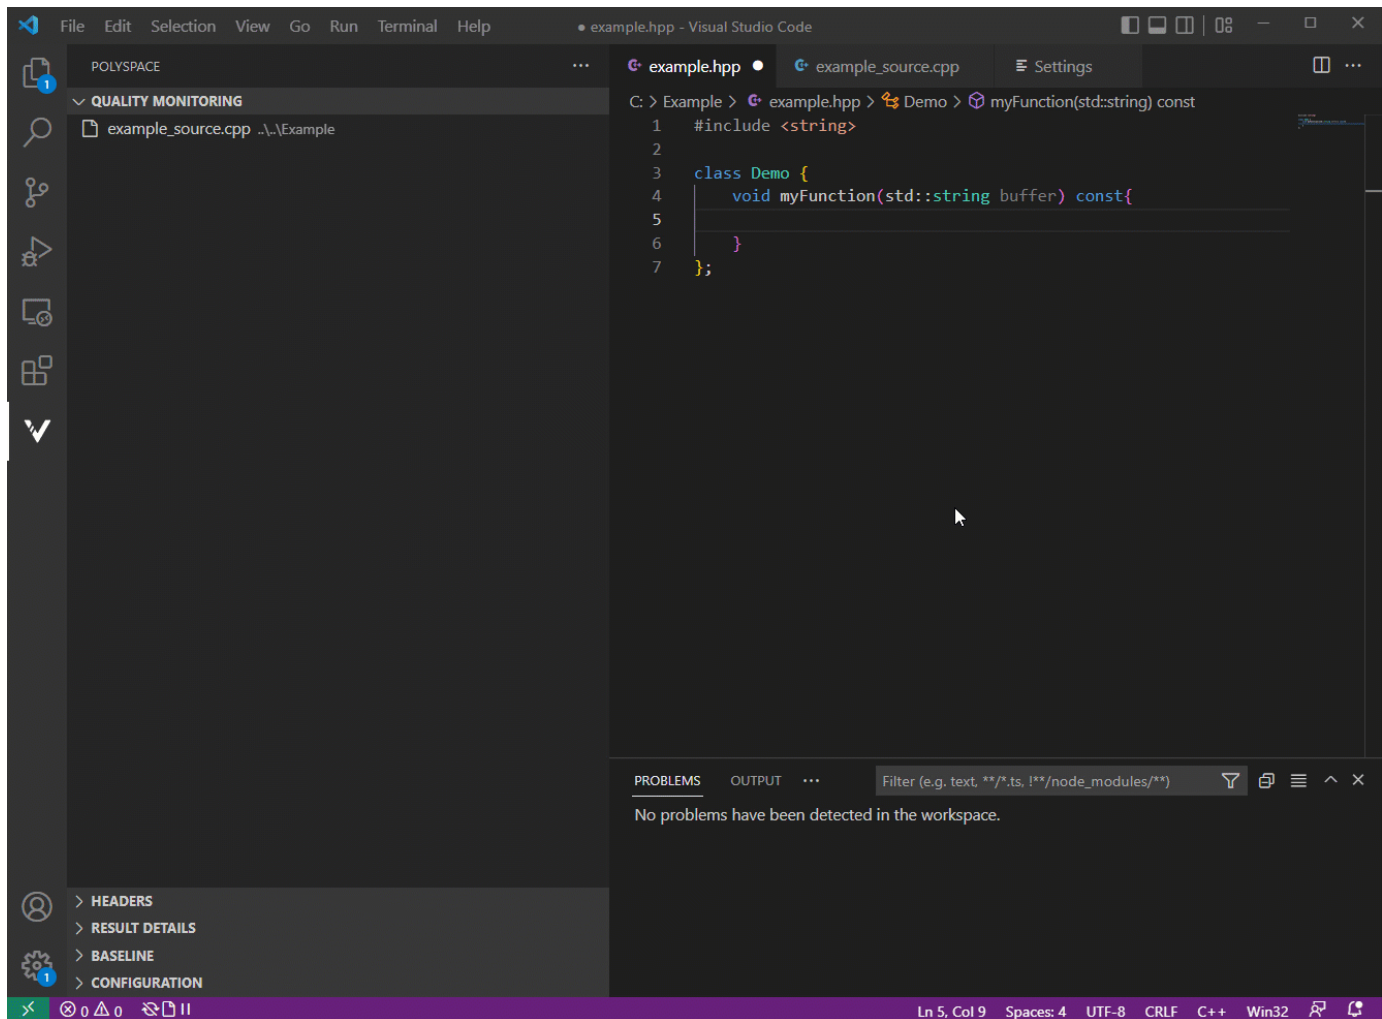 File Edit Selection View Go Run Terminal Help ● example.hpp - Visual Studio Code
POLYSPACE ···
example.hpp ● example_source.cpp Settings ···
1
QUALITY MONITORING
C: > Example > example.hpp > Demo > myFunction(std::string) const
example_source.cpp ..\..\Example
1 #include <string>
2
3 class Demo {
4 void myFunction(std::string buffer) const{
5
6 }
7 };
PROBLEMS OUTPUT ··· Filter (e.g. text, **/*.ts, !**/node_modules/**)
No problems have been detected in the workspace.
HEADERS
RESULT DETAILS
BASELINE
1
CONFIGURATION
0 0 Ln 5, Col 9 Spaces: 4 UTF-8 CRLF C++ Win32